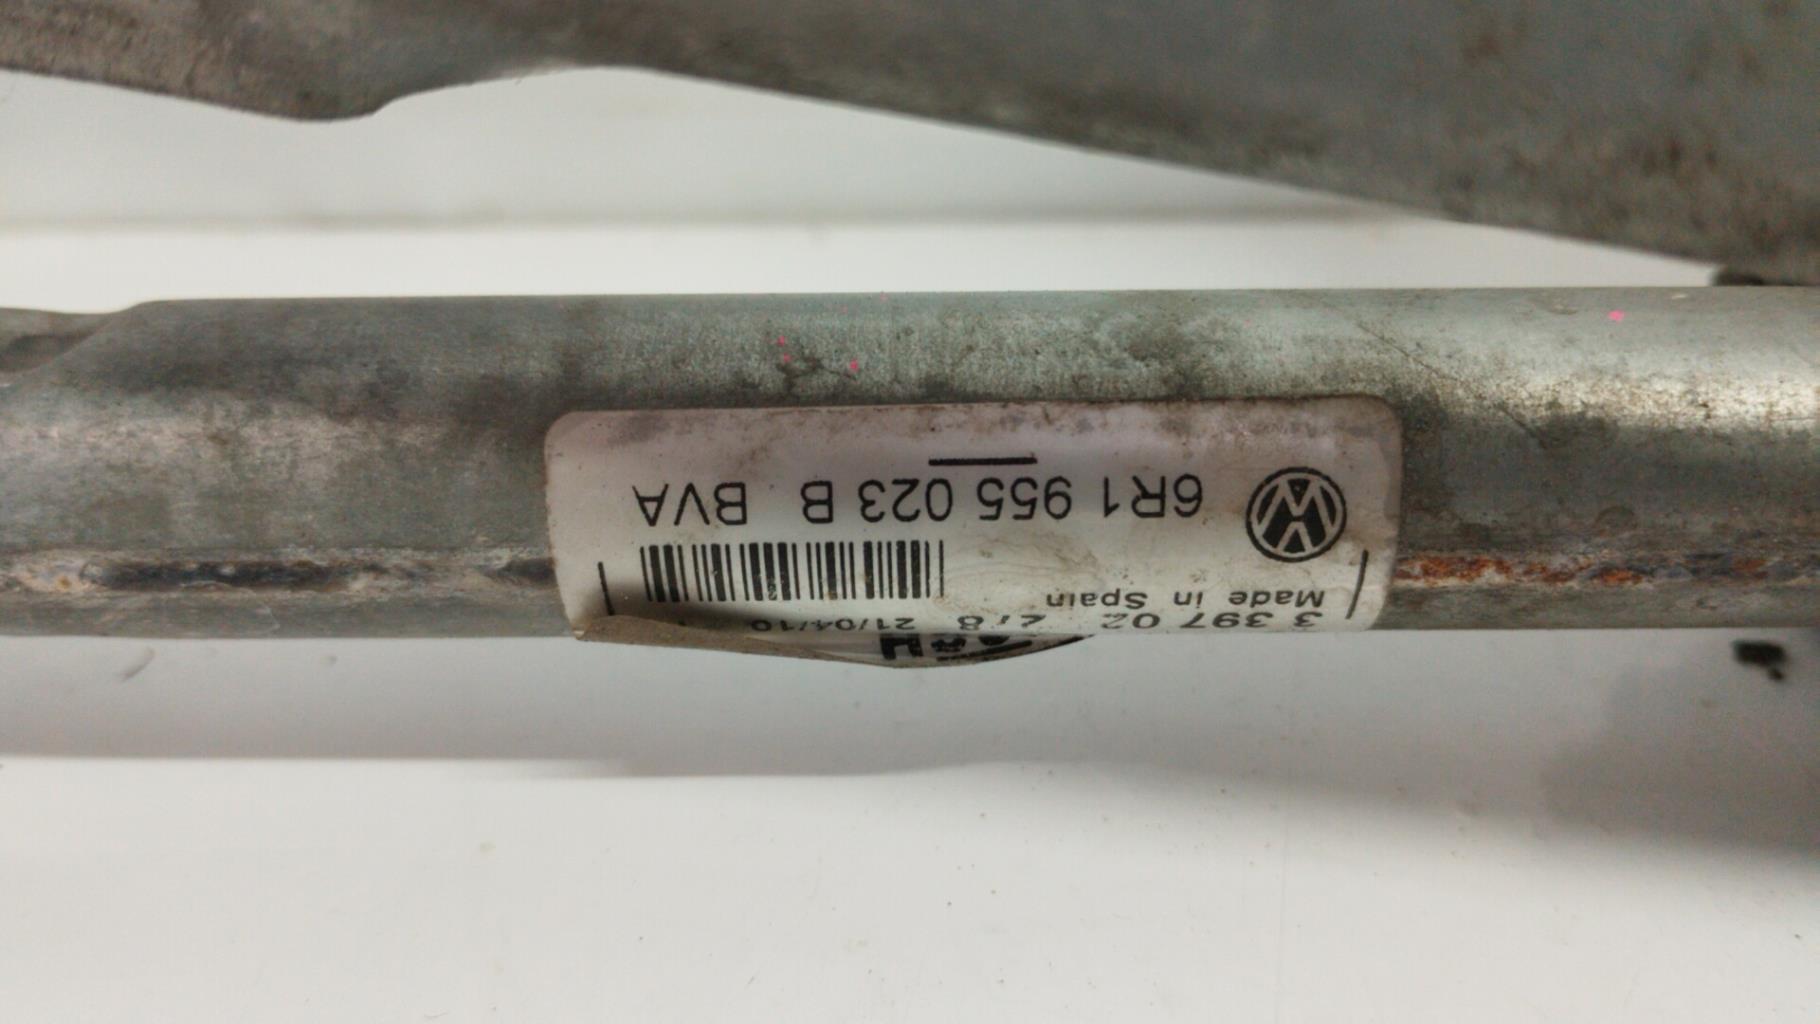 3 397 02 21/04/10
Made in Spain
6R1 955 023 B BVA